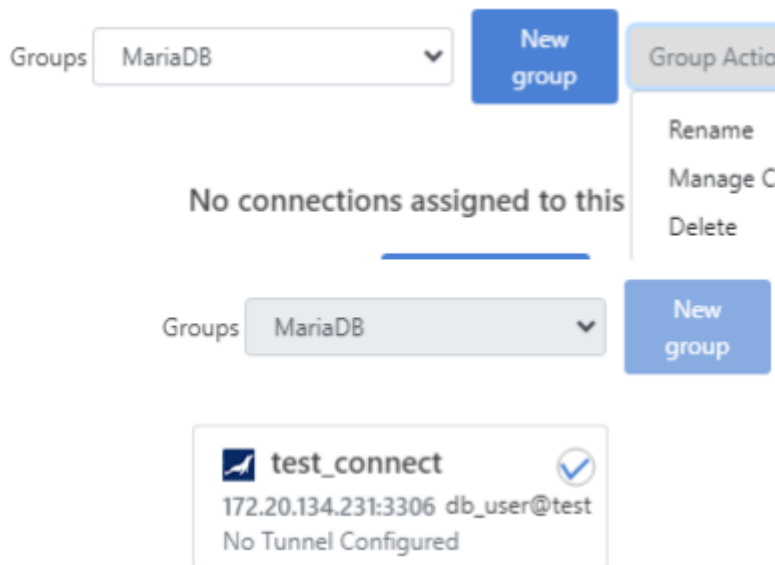 Groups MariaDB New group Group Actio
Rename
Manage C
Delete
No connections assigned to this
Groups MariaDB New group
test_connect
172.20.134.231:3306 db_user@test
No Tunnel Configured